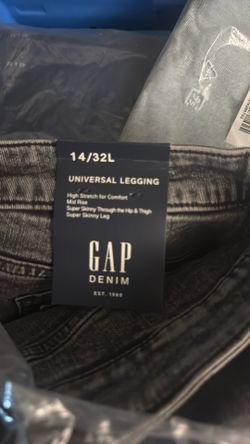 14/32L
UNIVERSAL LEGGING
High Stretch for Comfort
Mid Rise
Super Skinny Through the Hip & Thigh
Super Skinny Leg
GAP
DENIM
EST. 1969